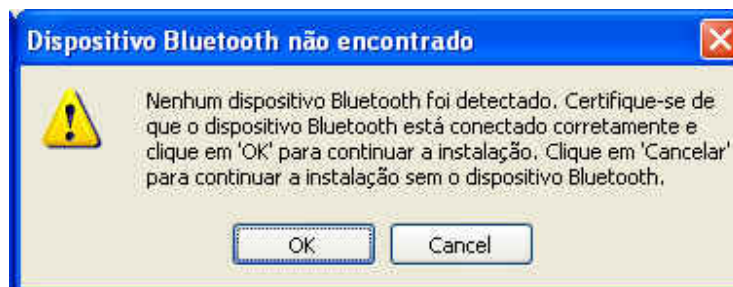 Dispositivo Bluetooth não encontrado
Nenhum dispositivo Bluetooth foi detectado. Certifique-se de
que o dispositivo Bluetooth está conectado corretamente e
clique em 'OK' para continuar a instalação. Clique em 'Cancelar'
para continuar a instalação sem o dispositivo Bluetooth.
OK
Cancel